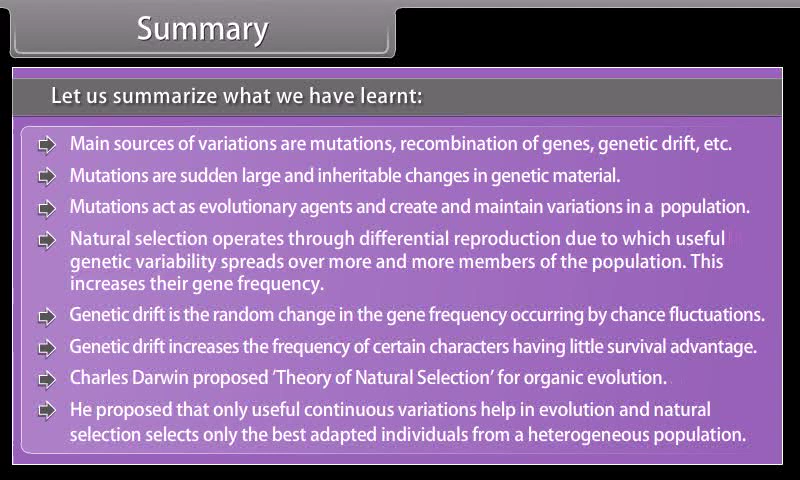 Summary
Let us summarize what we have learnt:
Main sources of variations are mutations, recombination of genes, genetic drift, etc.
Mutations are sudden large and inheritable changes in genetic material.
Mutations act as evolutionary agents and create and maintain variations in a population.
Natural selection operates through differential reproduction due to which useful
genetic variability spreads over more and more members of the population. This
increases their gene frequency.
Genetic drift is the random change in the gene frequency occurring by chance fluctuations.
Genetic drift increases the frequency of certain characters having little survival advantage.
Charles Darwin proposed ‘Theory of Natural Selection’ for organic evolution.
He proposed that only useful continuous variations help in evolution and natural
selection selects only the best adapted individuals from a heterogeneous population.